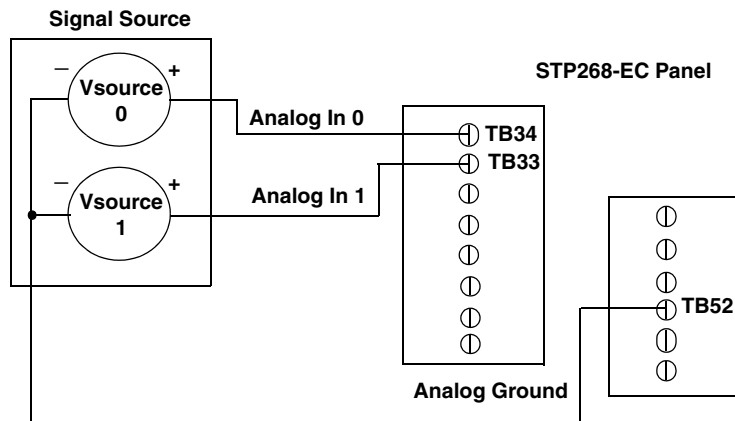 Signal Source
STP268-EC Panel
– +
Vsource
0
Analog In 0
TB34
TB33
– +
Vsource
1
Analog In 1
TB52
Analog Ground